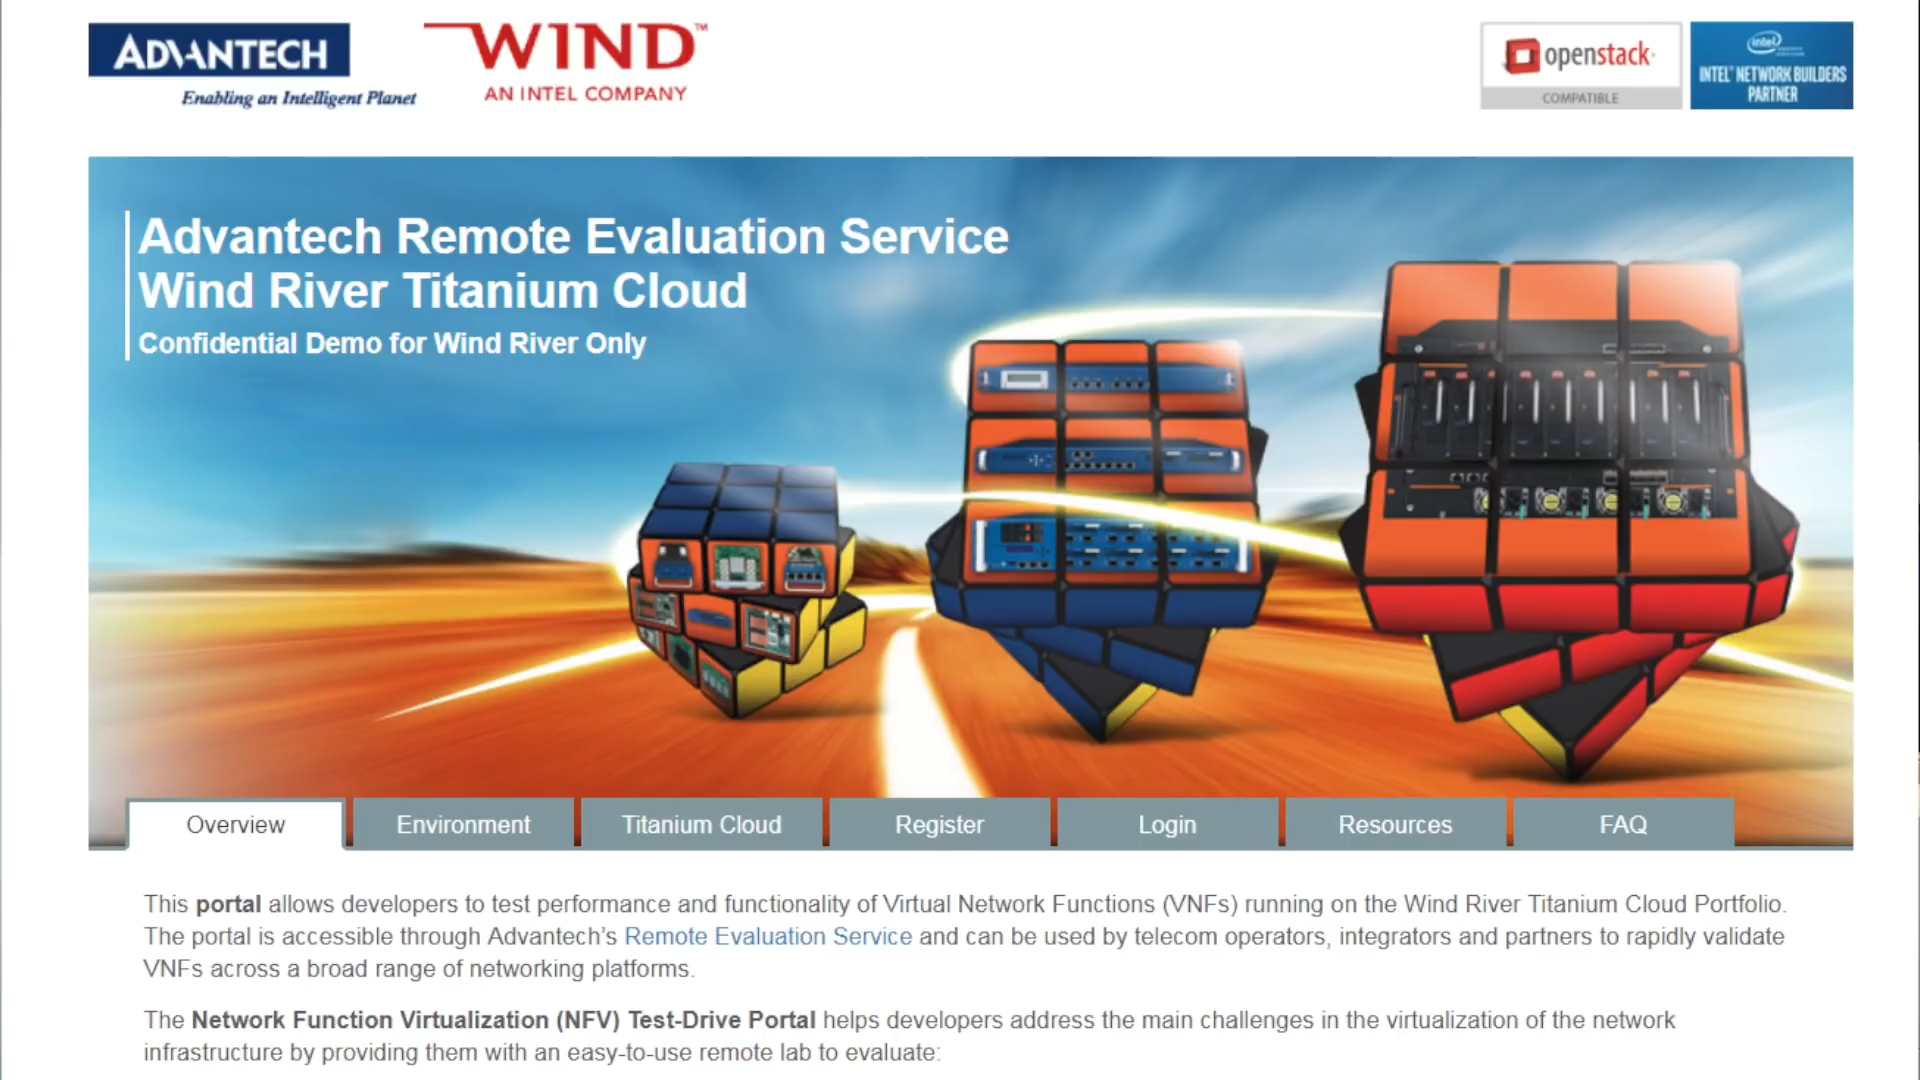 ADVANTECH
Enabling an Intelligent Planet
WIND™
AN INTEL COMPANY
openstack
COMPATIBLE
intel
INTEL® NETWORK BUILDERS
PARTNER
Advantech Remote Evaluation Service
Wind River Titanium Cloud
Confidential Demo for Wind River Only
Overview
Environment
Titanium Cloud
Register
Login
Resources
FAQ
This portal allows developers to test performance and functionality of Virtual Network Functions (VNFs) running on the Wind River Titanium Cloud Portfolio.
The portal is accessible through Advantech’s Remote Evaluation Service and can be used by telecom operators, integrators and partners to rapidly validate
VNFs across a broad range of networking platforms.
The Network Function Virtualization (NFV) Test-Drive Portal helps developers address the main challenges in the virtualization of the network
infrastructure by providing them with an easy-to-use remote lab to evaluate: